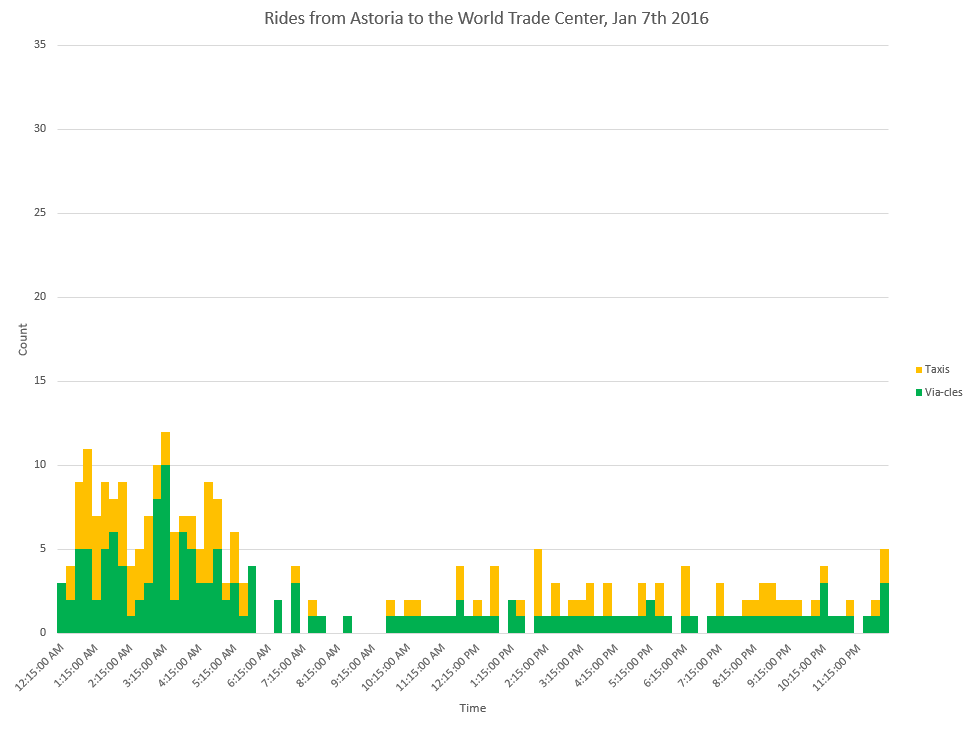 Rides from Astoria to the World Trade Center, Jan 7th 2016
35
30
25
20
15
10
5
0
Count
Taxis
Via-cles
12:15:00 AM
1:15:00 AM
2:15:00 AM
3:15:00 AM
4:15:00 AM
5:15:00 AM
6:15:00 AM
7:15:00 AM
8:15:00 AM
9:15:00 AM
10:15:00 AM
11:15:00 AM
12:15:00 PM
1:15:00 PM
2:15:00 PM
3:15:00 PM
4:15:00 PM
5:15:00 PM
6:15:00 PM
7:15:00 PM
8:15:00 PM
9:15:00 PM
10:15:00 PM
11:15:00 PM
Time